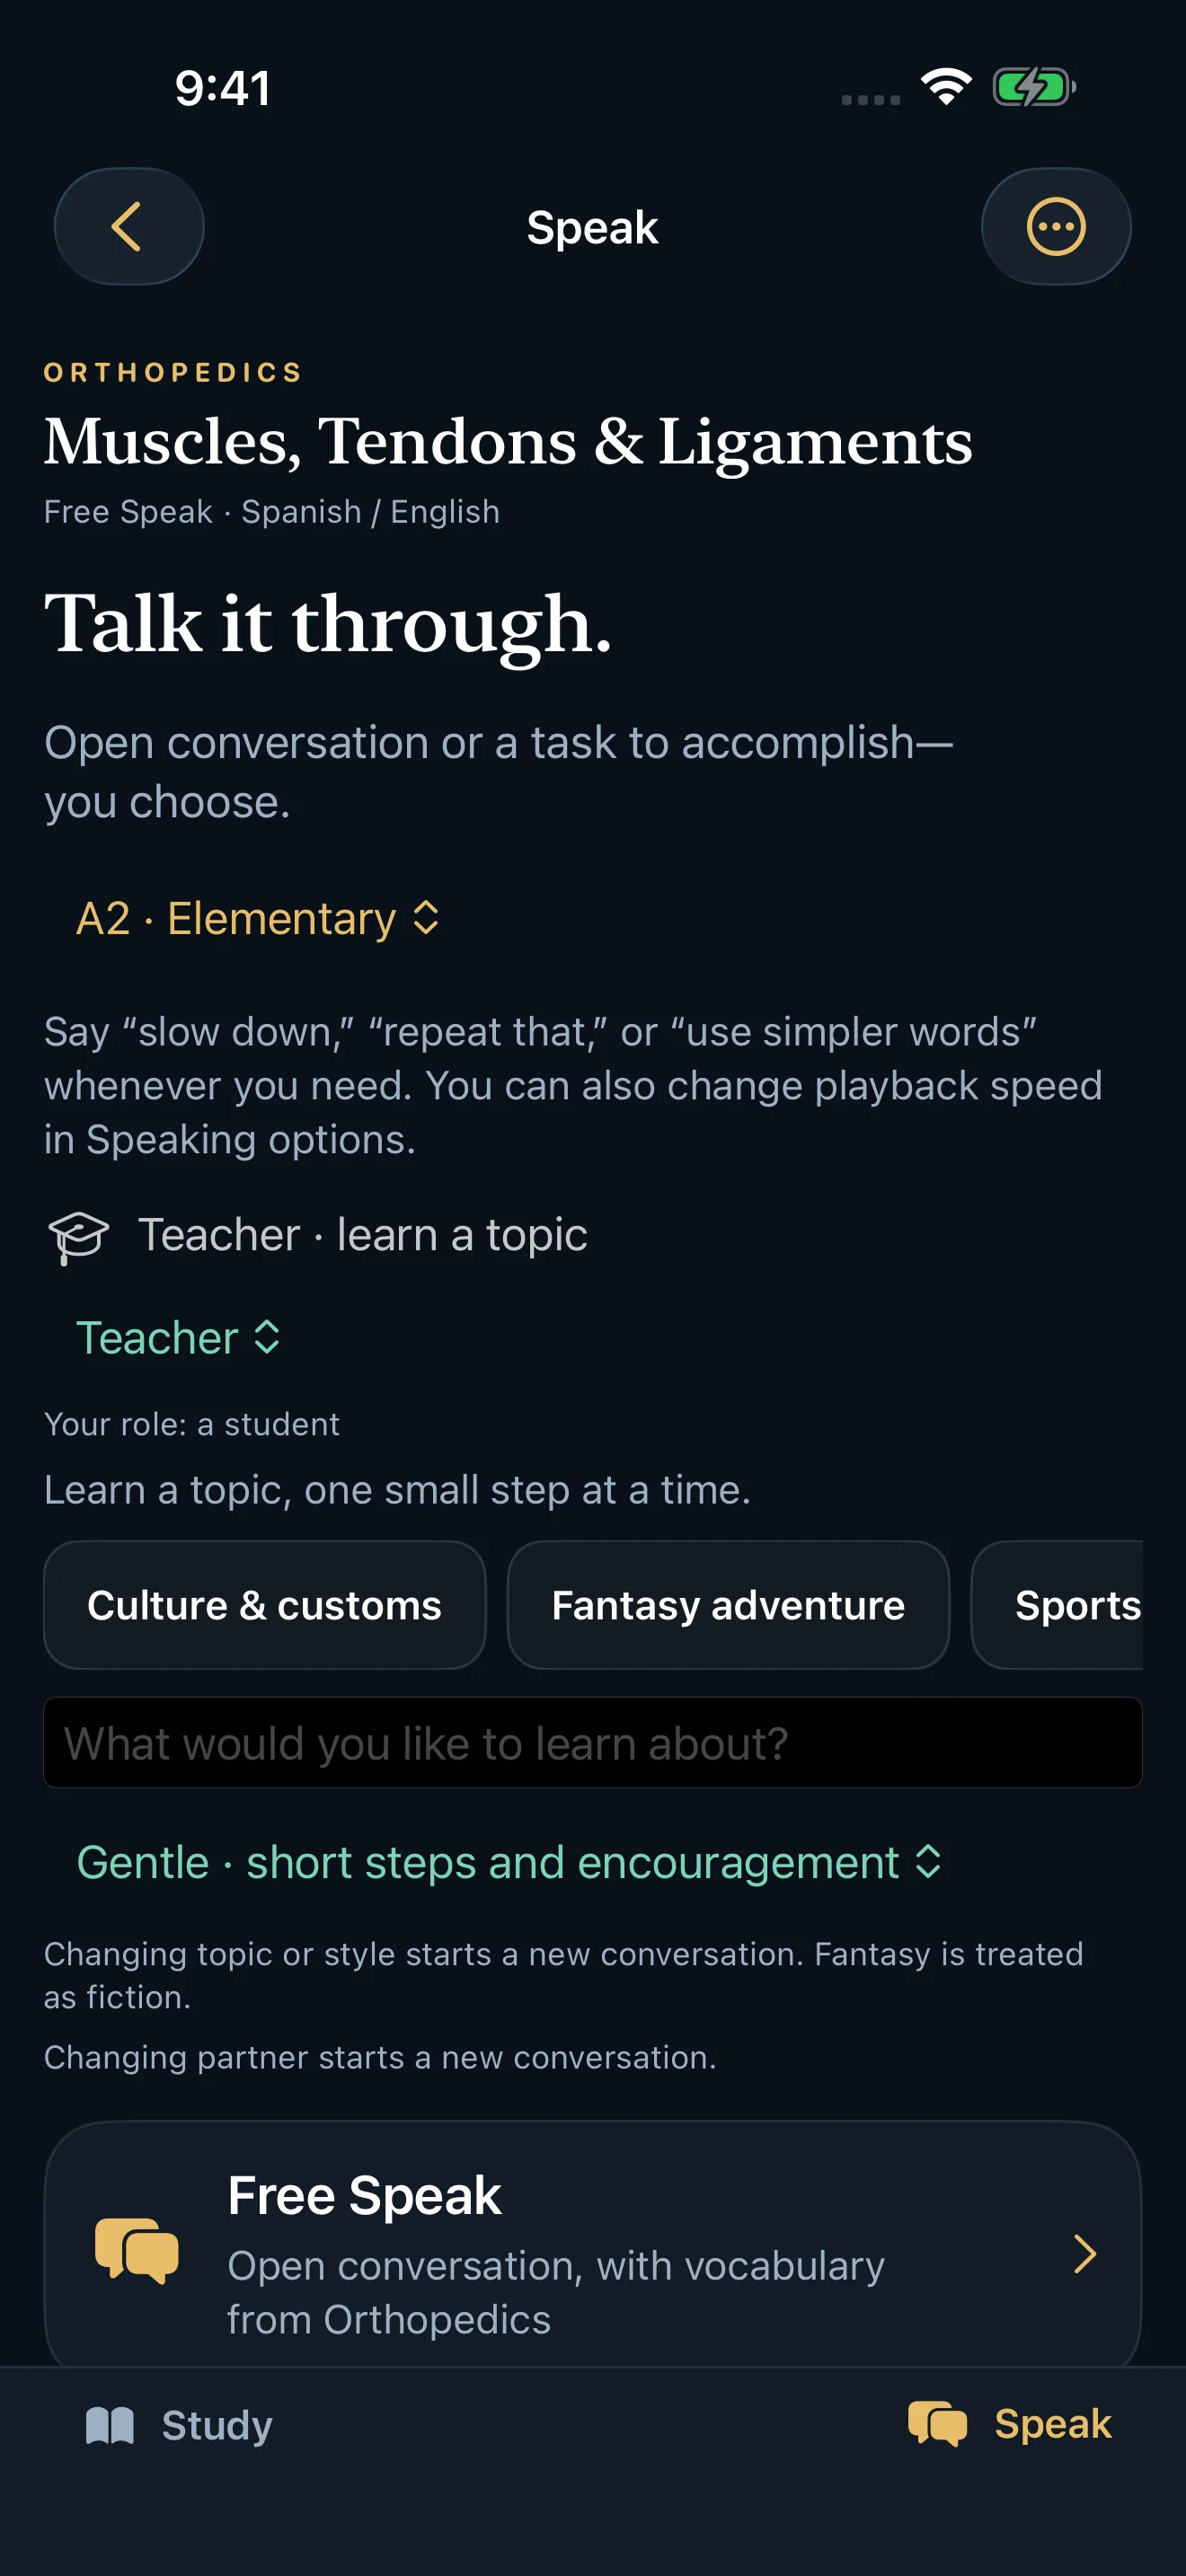 9:41
Speak
ORTHOPEDICS
Muscles, Tendons & Ligaments
Free Speak · Spanish / English
Talk it through.
Open conversation or a task to accomplish—
you choose.
A2 · Elementary
Say “slow down,” “repeat that,” or “use simpler words”
whenever you need. You can also change playback speed
in Speaking options.
Teacher · learn a topic
Teacher
Your role: a student
Learn a topic, one small step at a time.
Culture & customs
Fantasy adventure
Sports
What would you like to learn about?
Gentle · short steps and encouragement
Changing topic or style starts a new conversation. Fantasy is treated
as fiction.
Changing partner starts a new conversation.
Free Speak
Open conversation, with vocabulary
from Orthopedics
Study
Speak